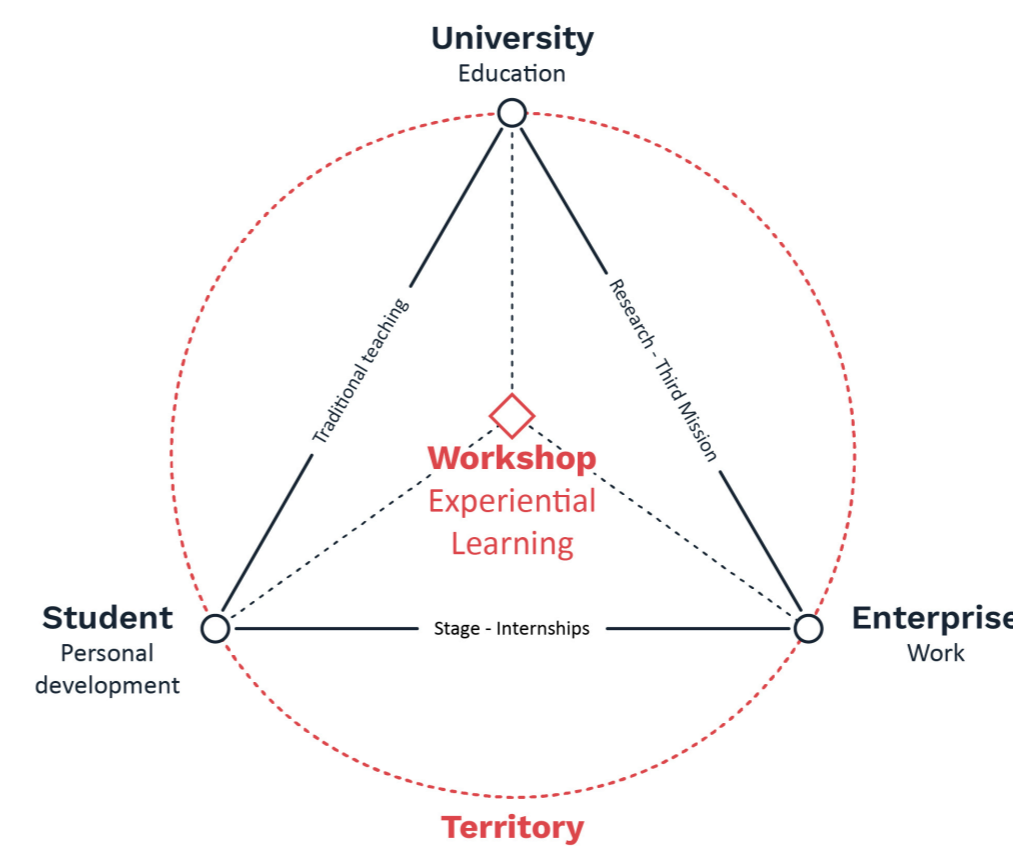 University
Education
Traditional teaching
Research - Third Mission
Workshop
Experiential
Learning
Student
Personal
development
Stage - Internships
Enterprise
Work
Territory